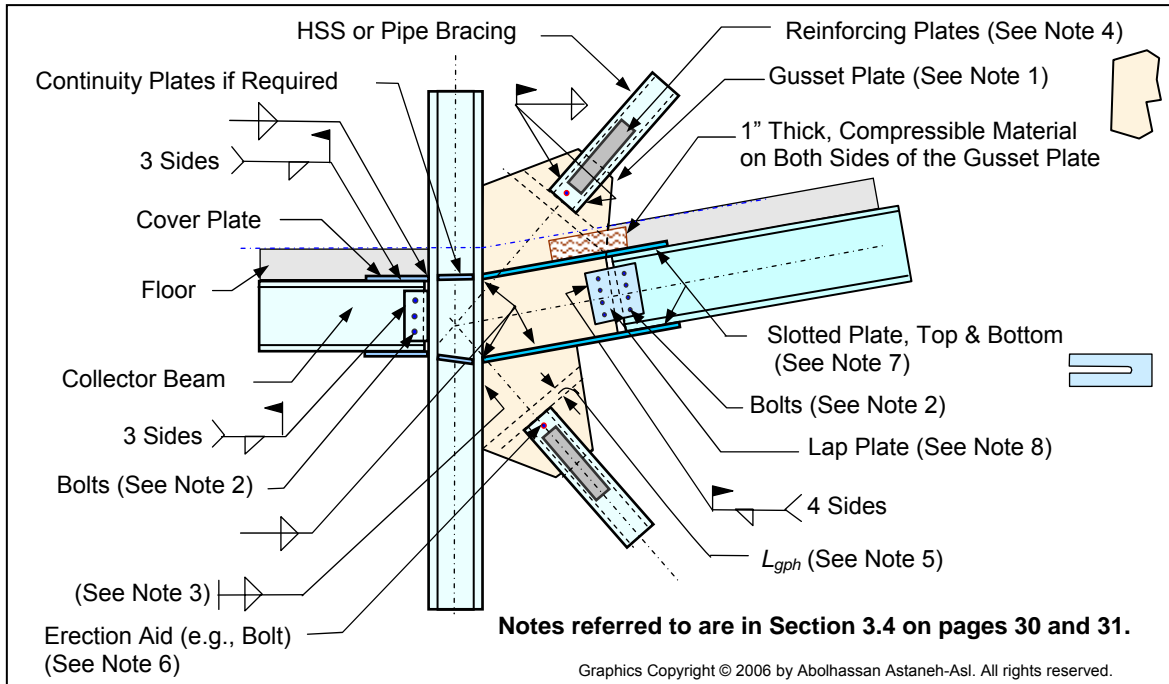 HSS or Pipe Bracing
Reinforcing Plates (See Note 4)
Continuity Plates if Required
Gusset Plate (See Note 1)
1” Thick, Compressible Material
on Both Sides of the Gusset Plate
3 Sides
Cover Plate
Floor
Slotted Plate, Top & Bottom
(See Note 7)
Collector Beam
Bolts (See Note 2)
3 Sides
Lap Plate (See Note 8)
Bolts (See Note 2)
4 Sides
Lgph (See Note 5)
(See Note 3)
Erection Aid (e.g., Bolt)
(See Note 6)
Notes referred to are in Section 3.4 on pages 30 and 31.
Graphics Copyright © 2006 by Abolhassan Astaneh-Asl. All rights reserved.